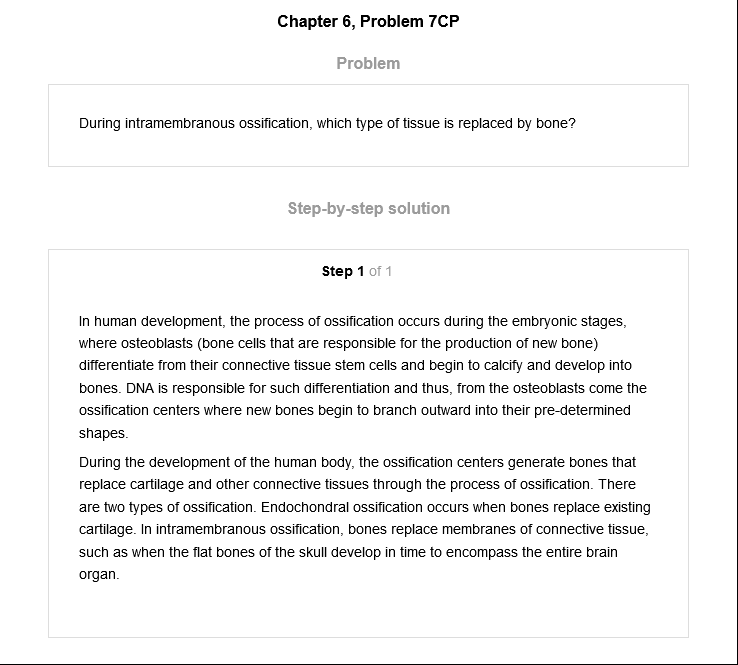 Chapter 6, Problem 7CP
Problem
During intramembranous ossification, which type of tissue is replaced by bone?
Step-by-step solution
Step 1 of 1
In human development, the process of ossification occurs during the embryonic stages,
where osteoblasts (bone cells that are responsible for the production of new bone)
differentiate from their connective tissue stem cells and begin to calcify and develop into
bones. DNA is responsible for such differentiation and thus, from the osteoblasts come the
ossification centers where new bones begin to branch outward into their pre-determined
shapes.
During the development of the human body, the ossification centers generate bones that
replace cartilage and other connective tissues through the process of ossification. There
are two types of ossification. Endochondral ossification occurs when bones replace existing
cartilage. In intramembranous ossification, bones replace membranes of connective tissue,
such as when the flat bones of the skull develop in time to encompass the entire brain
organ.